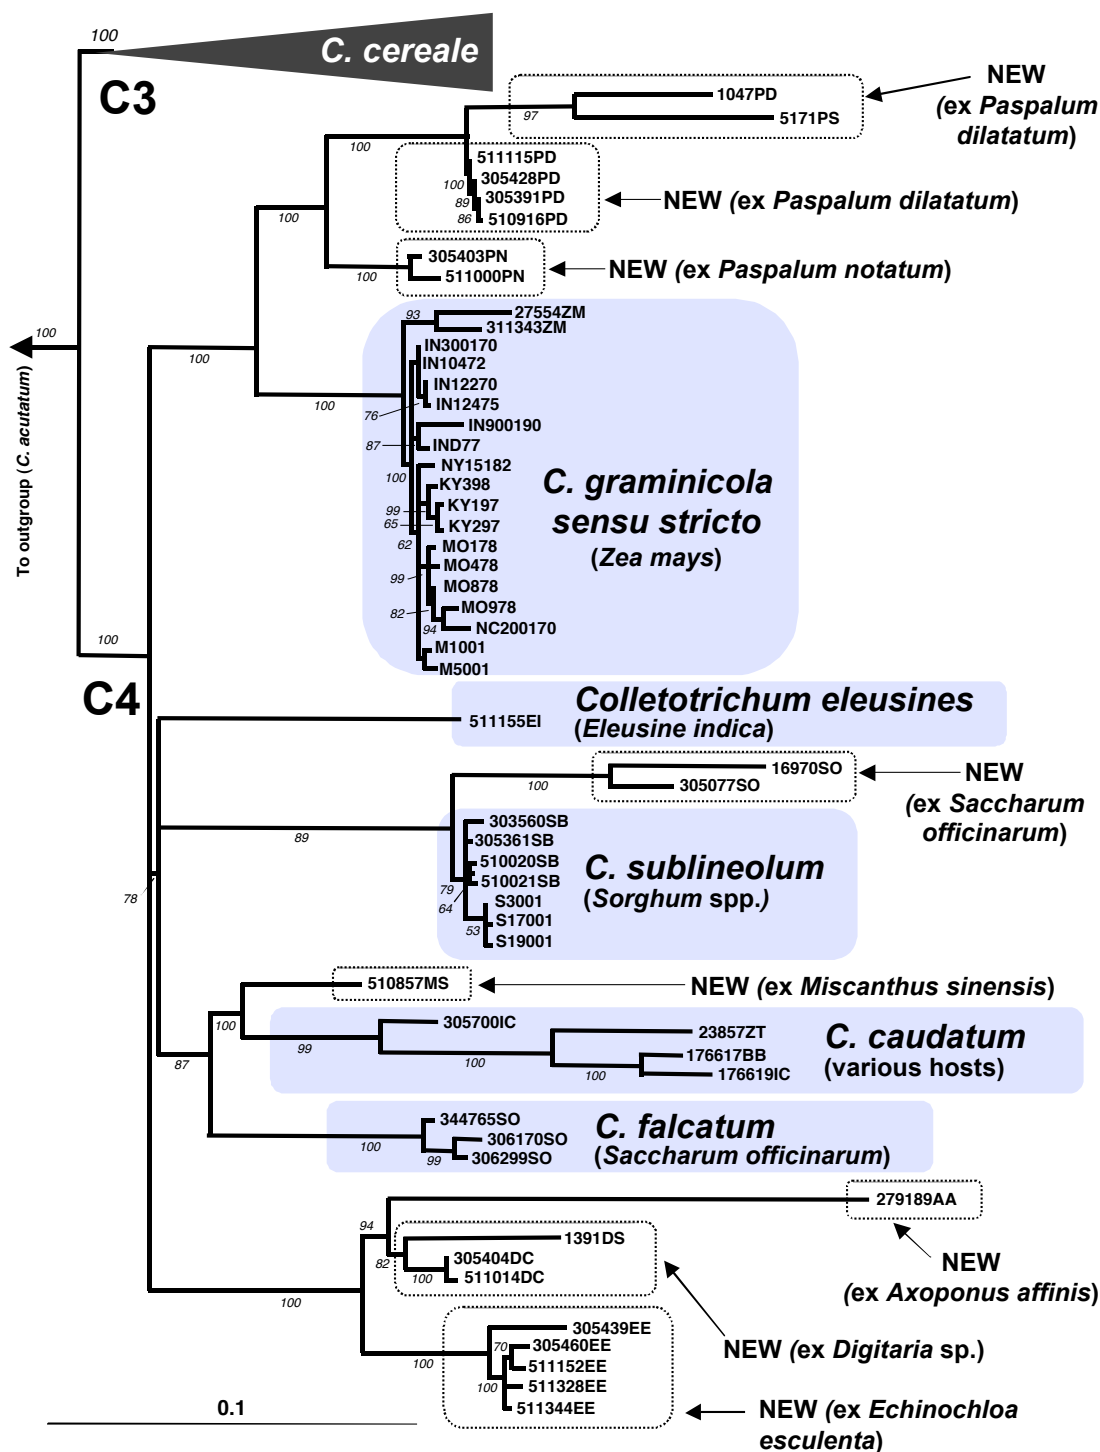 100
C. cereale
C3
NEW
(ex Paspalum
dilatatum)
1047PD
97
5171PS
100
511115PD
305428PD
100
305391PD
89
510916PD
86
NEW (ex Paspalum dilatatum)
100
305403PN
511000PN
100
NEW (ex Paspalum notatum)
27554ZM
93
311343ZM
100
To outgroup (C. acutatum)
100
IN300170
IN10472
IN12270
IN12475
100
76
IN900190
87
IND77
NY15182
100
KY398
KY197
99
65
KY297
62
MO178
MO478
99
MO878
82
MO978
94
NC200170
M1001
M5001
C. graminicola
sensu stricto
(Zea mays)
100
C4
Colletotrichum eleusines
(Eleusine indica)
511155EI
16970SO
305077SO
100
NEW
(ex Saccharum
officinarum)
89
303560SB
305361SB
510020SB
510021SB
79
64
S3001
S17001
53
S19001
C. sublineolum
(Sorghum spp.)
78
510857MS
NEW (ex Miscanthus sinensis)
100
305700IC
99
23857ZT
100
176617BB
100
176619IC
C. caudatum
(various hosts)
87
344765SO
306170SO
100
99
306299SO
C. falcatum
(Saccharum officinarum)
279189AA
94
1391DS
82
305404DC
100
511014DC
NEW
(ex Axoponus affinis)
100
NEW (ex Digitaria sp.)
305439EE
70
305460EE
100
511152EE
100
511328EE
511344EE
NEW (ex Echinochloa
esculenta)
0.1